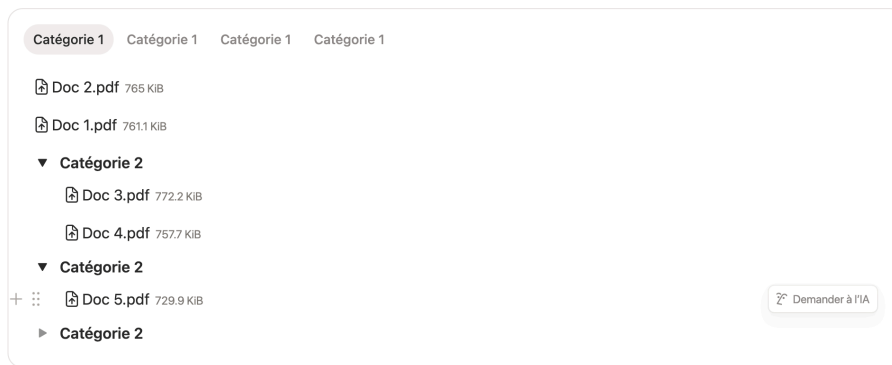 Catégorie 1 Catégorie 1 Catégorie 1 Catégorie 1
Doc 2.pdf 765 KiB
Doc 1.pdf 761.1 KiB
Catégorie 2
Doc 3.pdf 772.2 KiB
Doc 4.pdf 757.7 KiB
Catégorie 2
Doc 5.pdf 729.9 KiB Demander à l'IA
Catégorie 2